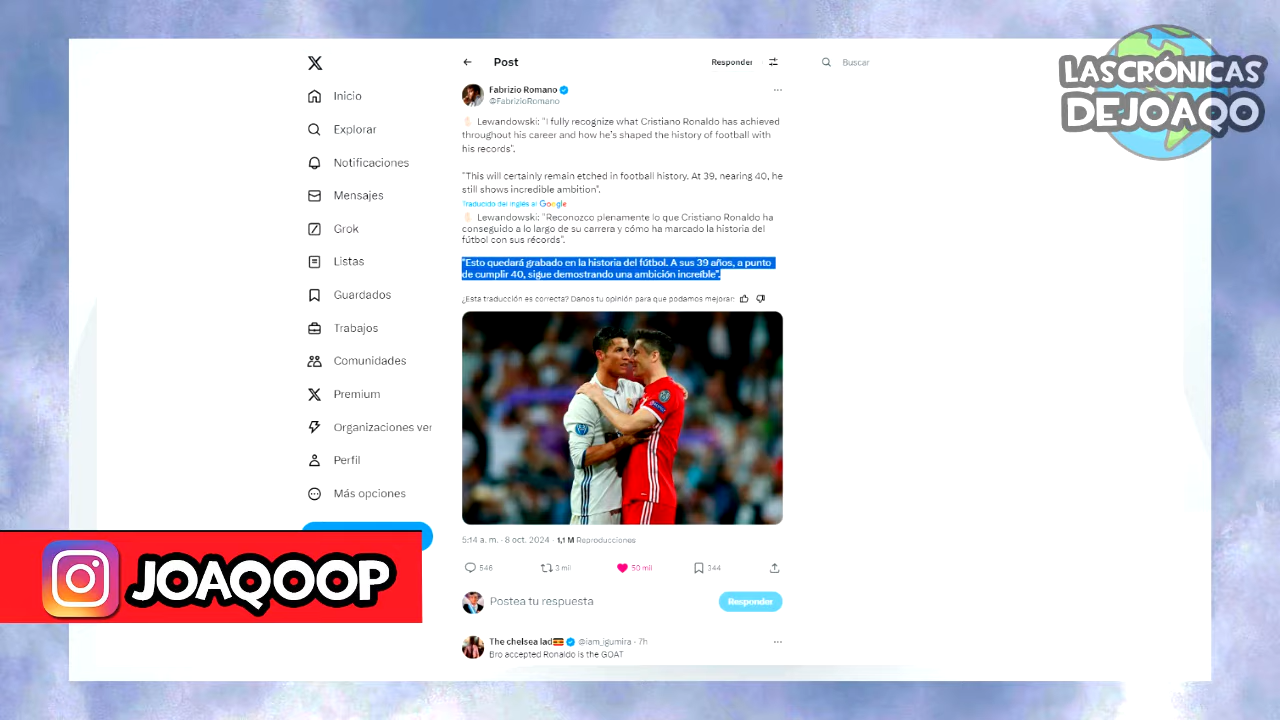 LAS CRÓNICAS
DE JOAQO
Post
Responder
Buscar
Inicio
Explorar
Notificaciones
Mensajes
Grok
Listas
Guardados
Trabajos
Comunidades
Premium
Organizaciones ver
Perfil
Más opciones
Fabrizio Romano
@FabrizioRomano
Lewandowski: "I fully recognize what Cristiano Ronaldo has achieved
throughout his career and how he's shaped the history of football with
his records".
"This will certainly remain etched in football history. At 39, nearing 40, he
still shows incredible ambition".
Traducido del inglés al Google
Lewandowski: "Reconozco plenamente lo que Cristiano Ronaldo ha
conseguido a lo largo de su carrera y cómo ha marcado la historia del
fútbol con sus récords".
"Esto quedará grabado en la historia del fútbol. A sus 39 años, a punto
de cumplir 40, sigue demostrando una ambición increíble".
¿Esta traducción es correcta? Danos tu opinión para que podamos mejorar:
5:14 a. m. · 8 oct. 2024 · 1,1 M Reproducciones
546 3 mil 50 mil 344
Postea tu respuesta
Responder
The chelsea lad @iam_igumira · 7h
Bro accepted Ronaldo is the GOAT
JOAQOOP